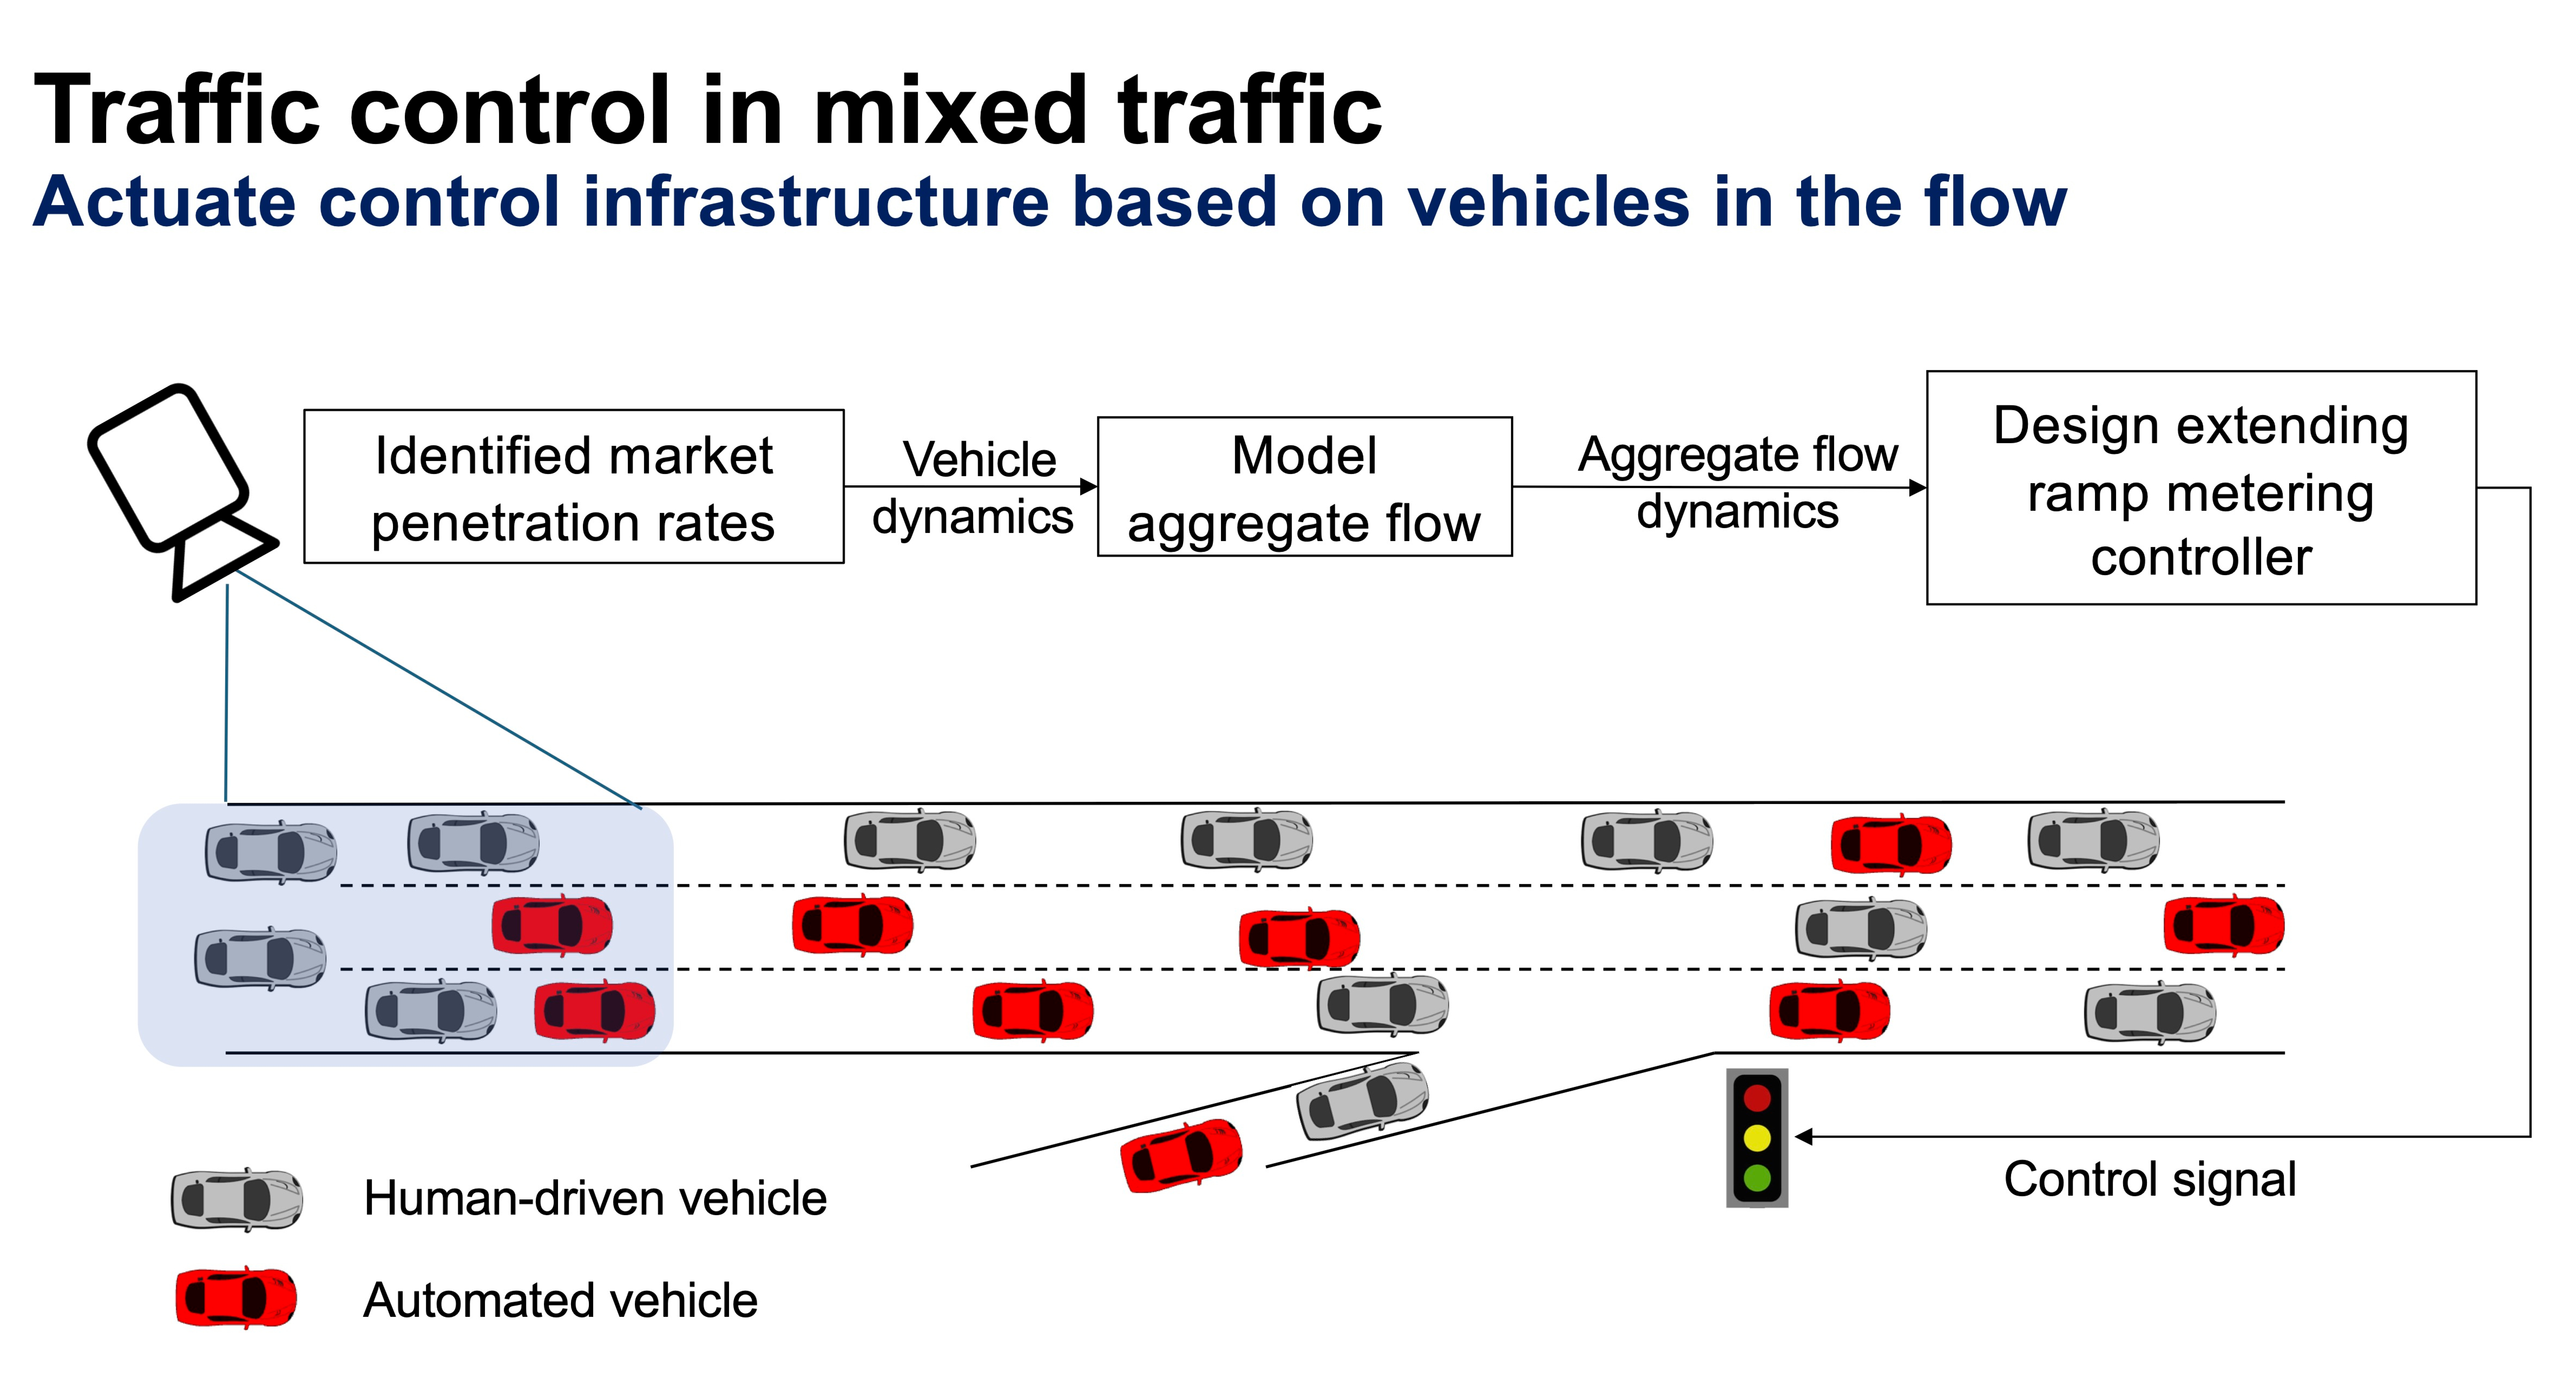 Traffic control in mixed traffic
Actuate control infrastructure based on vehicles in the flow
Identified market
penetration rates
Vehicle
dynamics
Model
aggregate flow
Aggregate flow
dynamics
Design extending
ramp metering
controller
Control signal
Human-driven vehicle
Automated vehicle